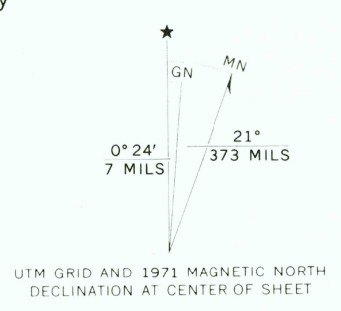 y
★
GN
MN
0° 24′
7 MILS
21°
373 MILS
UTM GRID AND 1971 MAGNETIC NORTH
DECLINATION AT CENTER OF SHEET